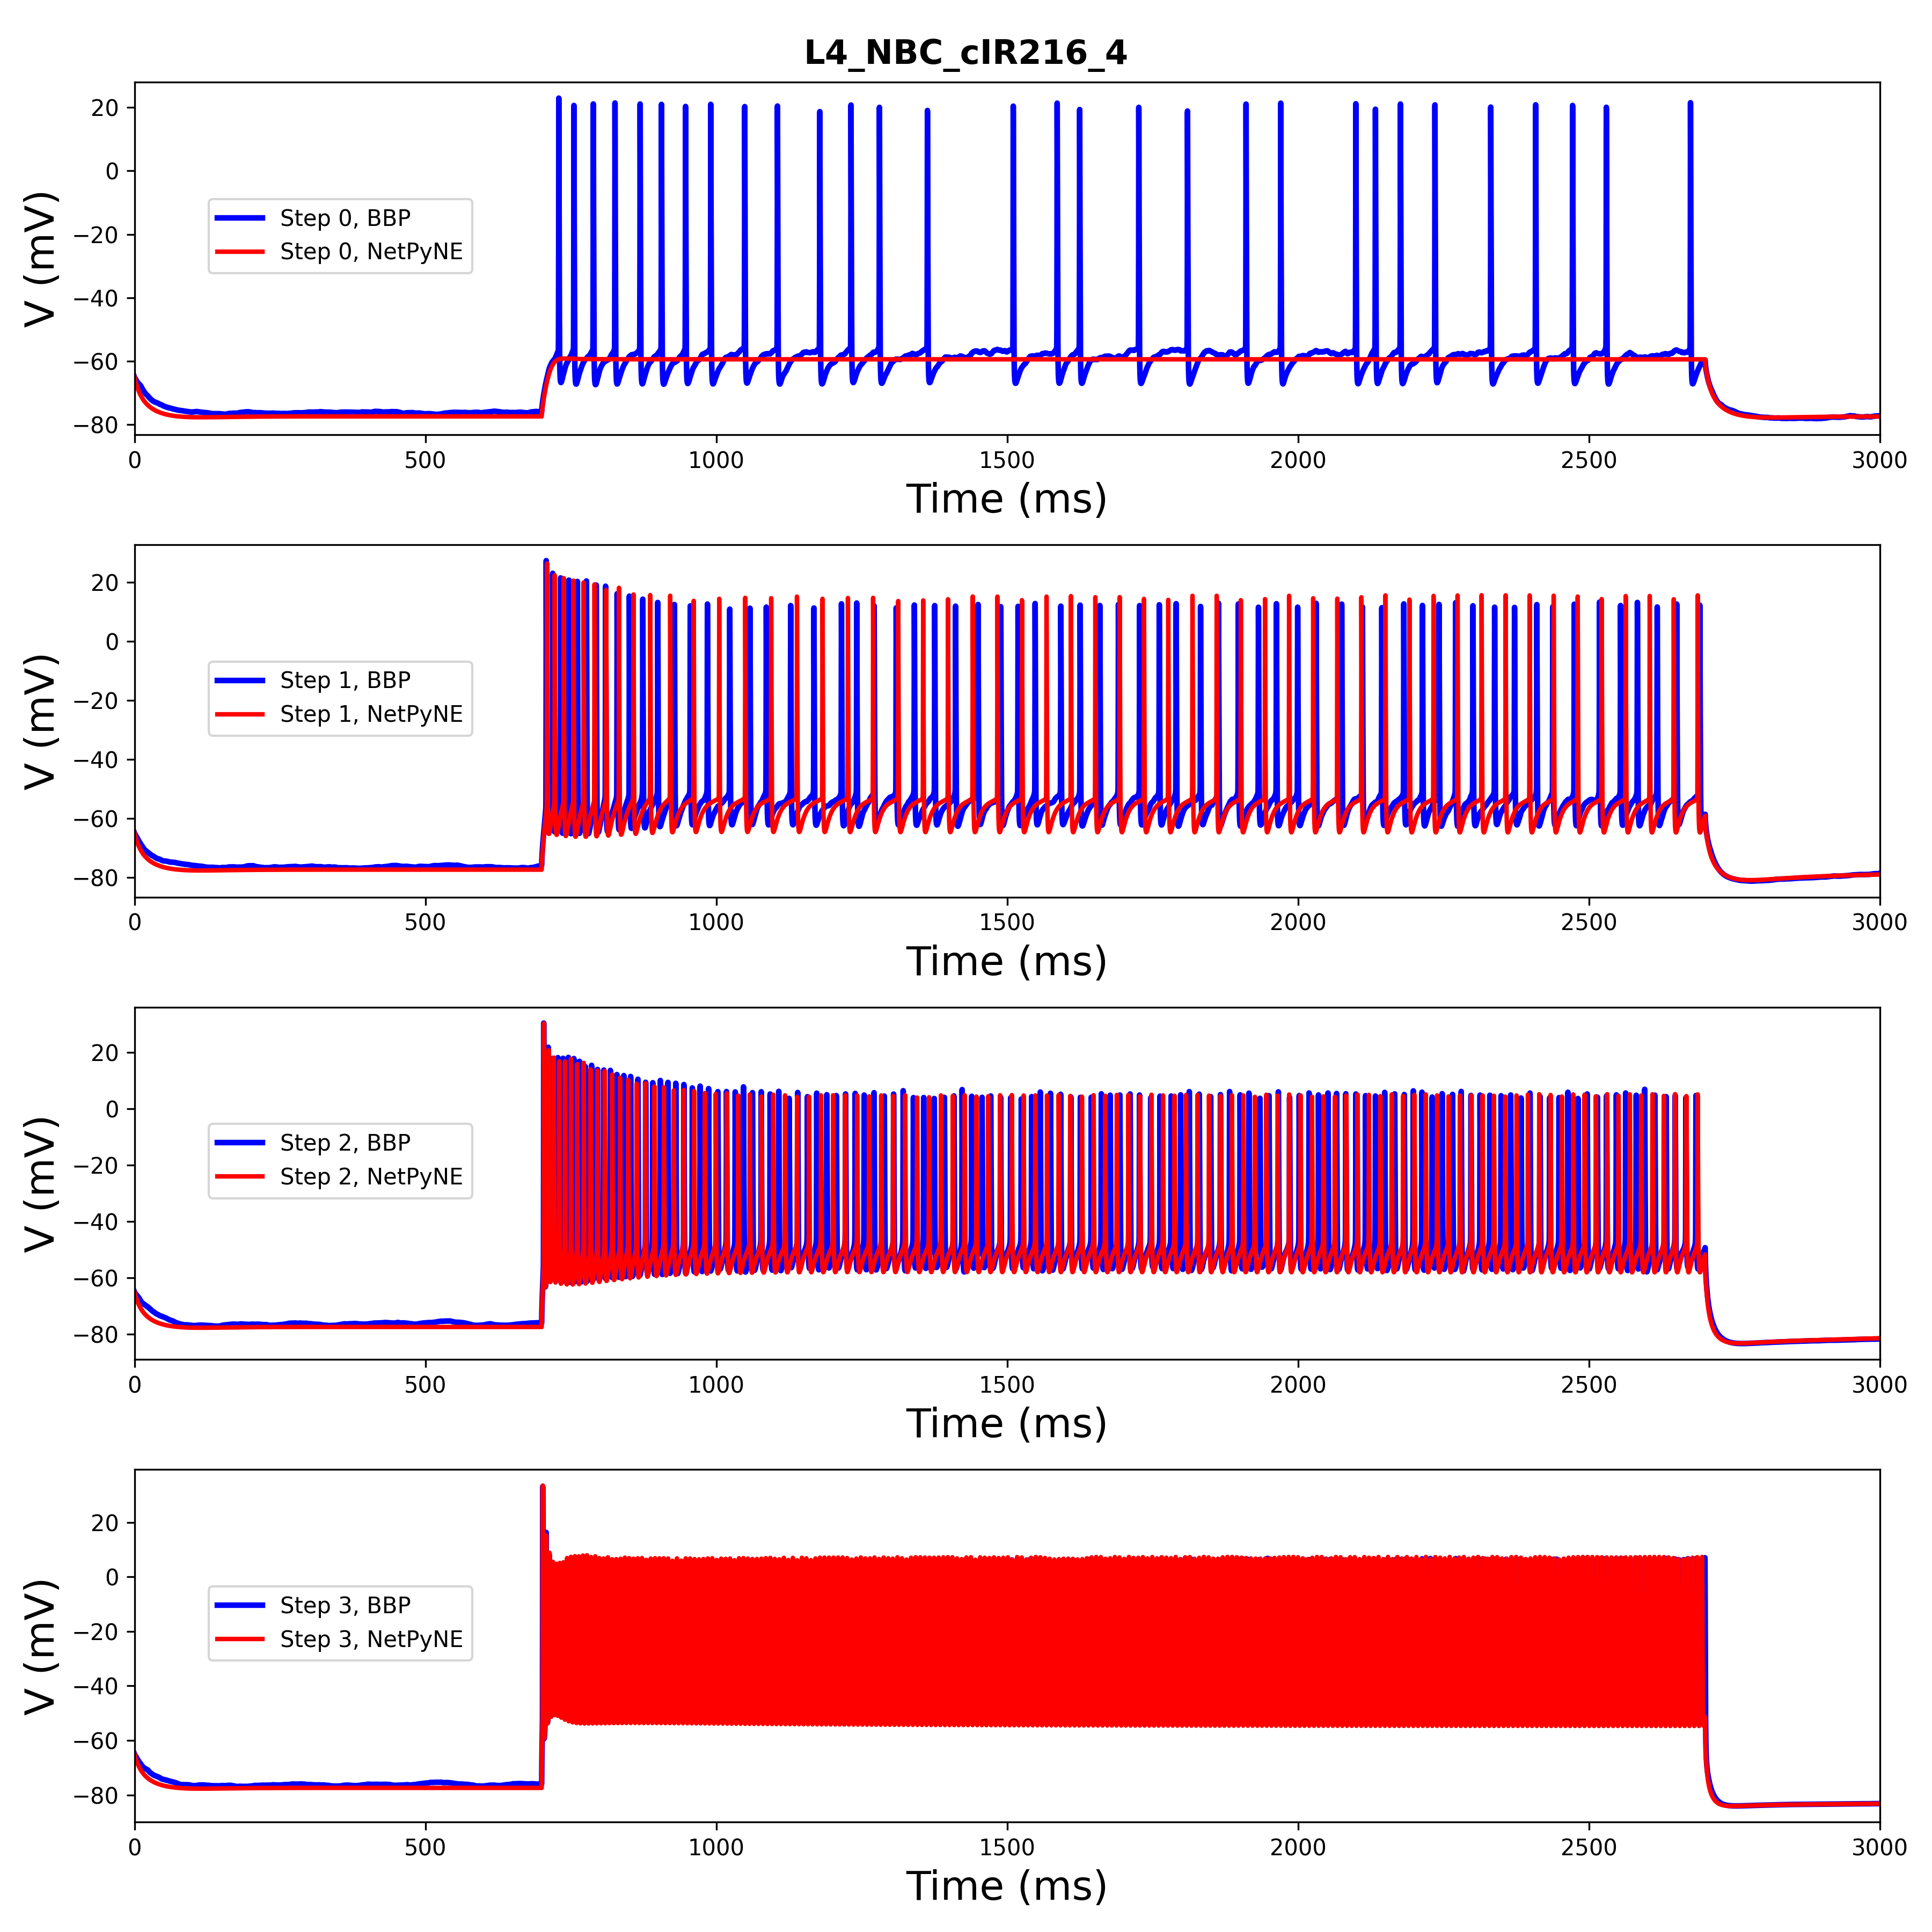 L4_NBC_cIR216_4
20
0
−20
−40
−60
−80
V (mV)
Step 0, BBP
Step 0, NetPyNE
0 500 1000 1500 2000 2500 3000
Time (ms)
20
0
−20
−40
−60
−80
V (mV)
Step 1, BBP
Step 1, NetPyNE
0 500 1000 1500 2000 2500 3000
Time (ms)
20
0
−20
−40
−60
−80
V (mV)
Step 2, BBP
Step 2, NetPyNE
0 500 1000 1500 2000 2500 3000
Time (ms)
20
0
−20
−40
−60
−80
V (mV)
Step 3, BBP
Step 3, NetPyNE
0 500 1000 1500 2000 2500 3000
Time (ms)